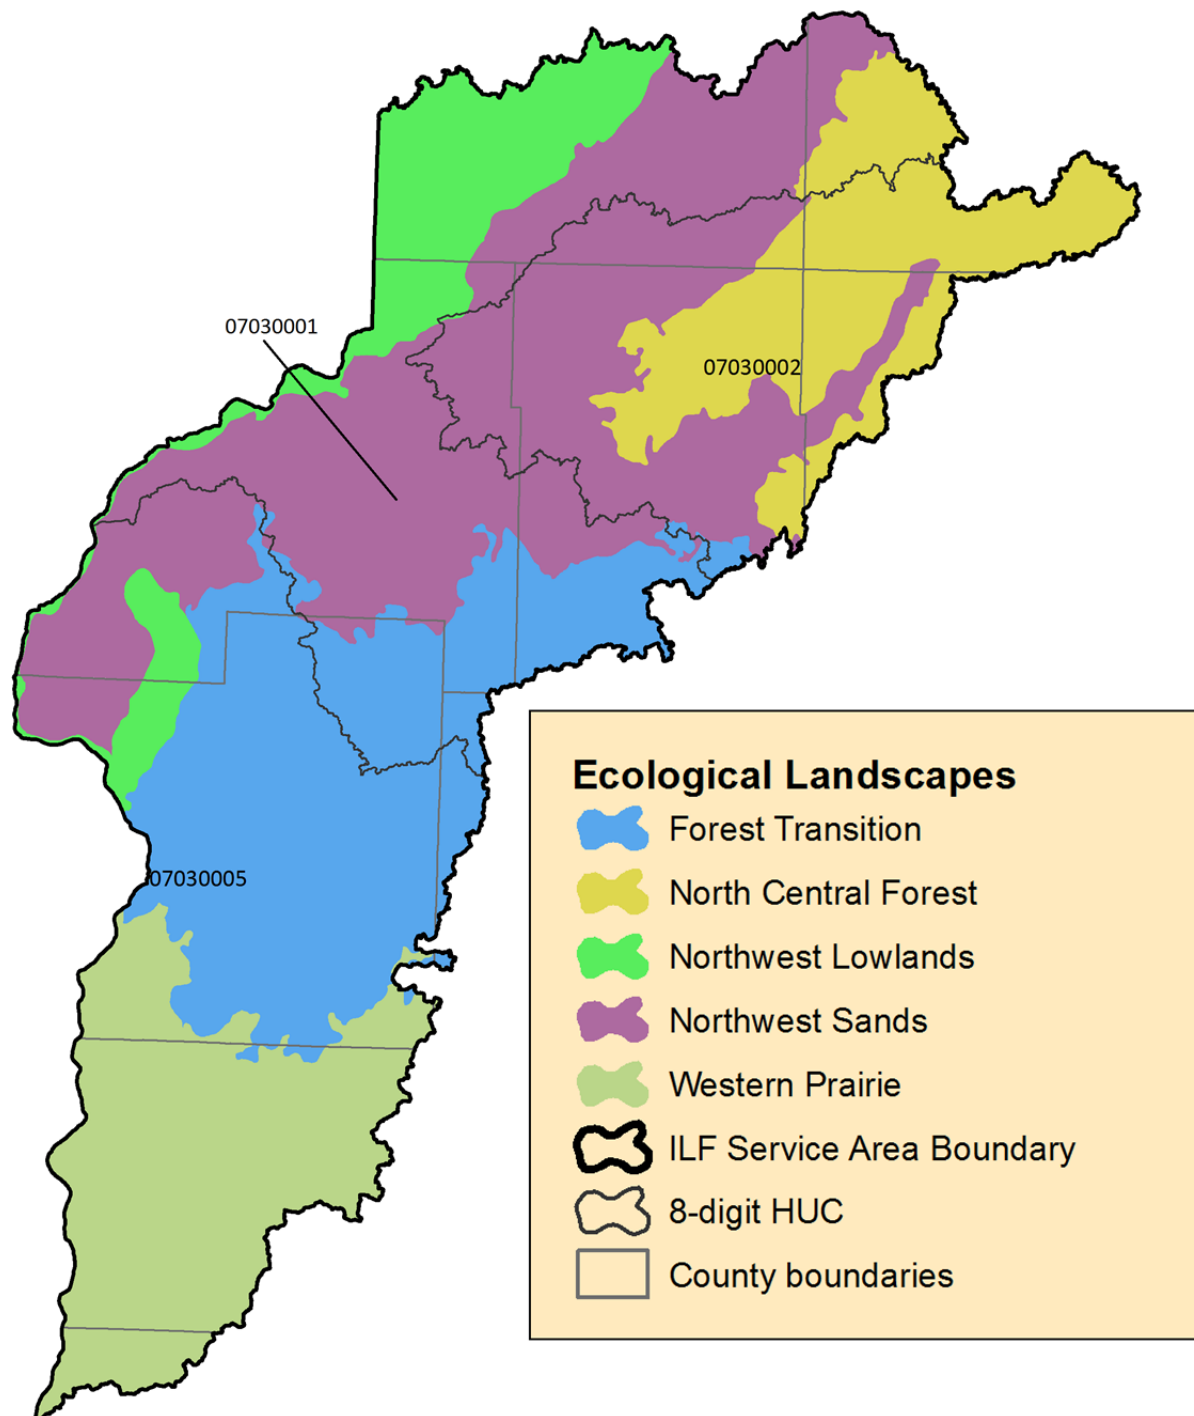 07030001
07030002
07030005
Ecological Landscapes
Forest Transition
North Central Forest
Northwest Lowlands
Northwest Sands
Western Prairie
ILF Service Area Boundary
8-digit HUC
County boundaries